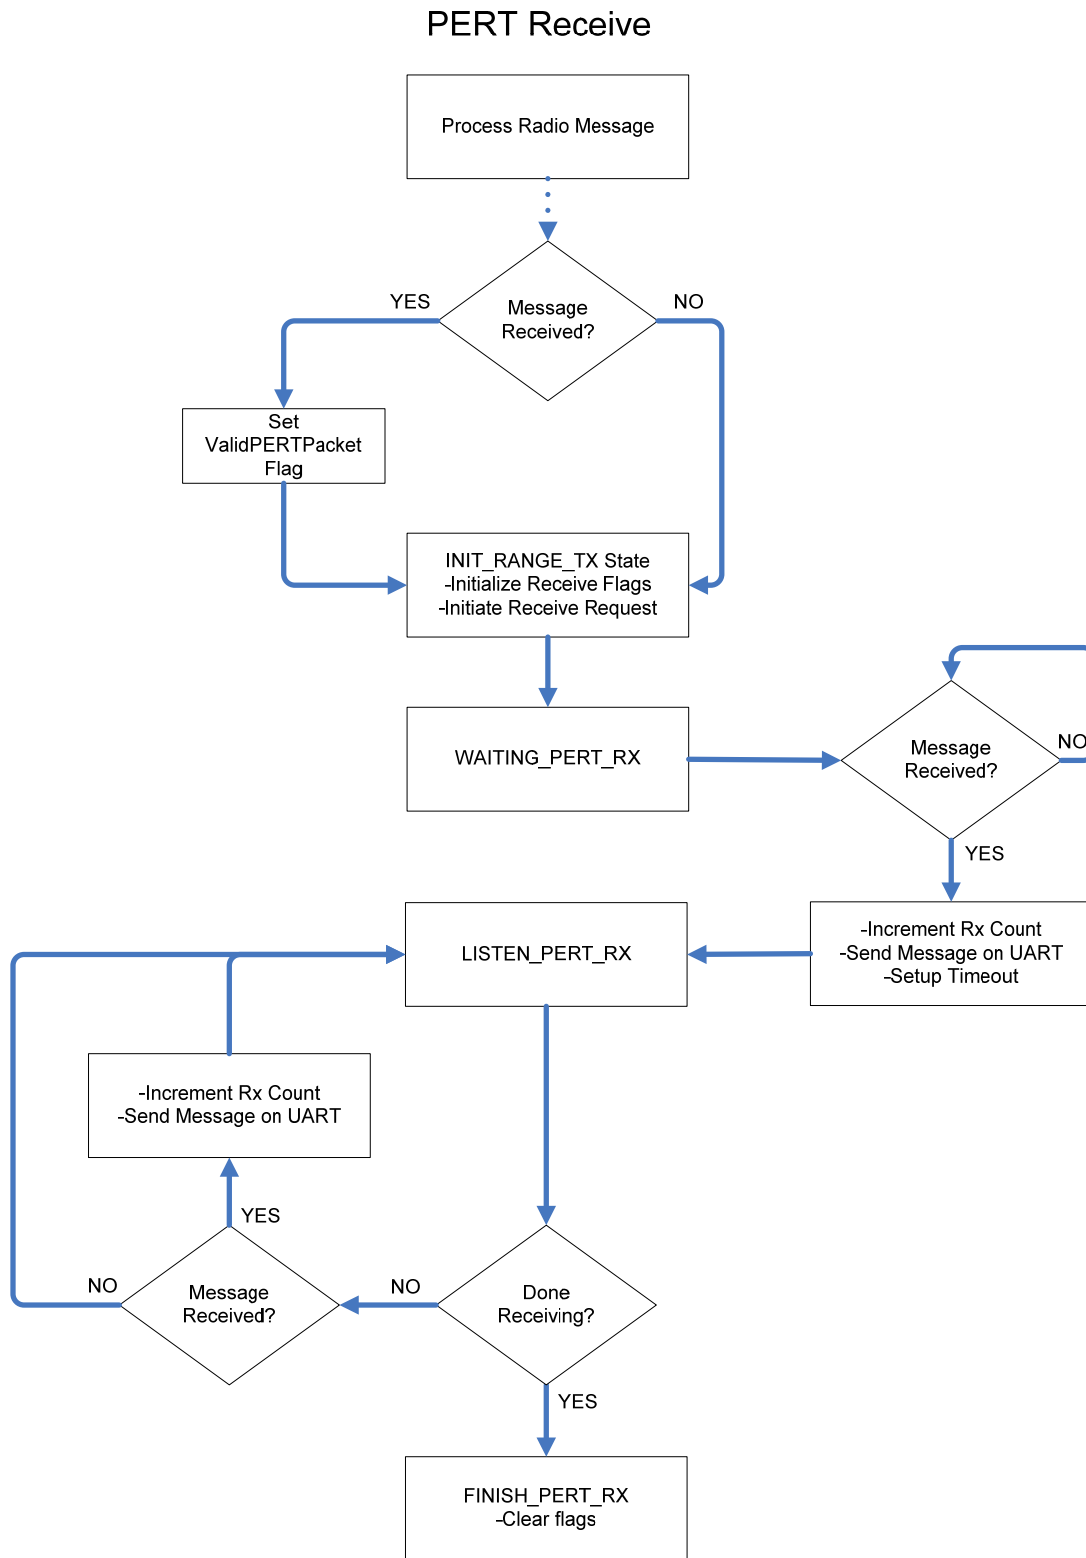 PERT Receive
Process Radio Message
Message
Received?
YES
NO
Set
ValidPERTPacket
Flag
INIT_RANGE_TX State
-Initialize Receive Flags
-Initiate Receive Request
WAITING_PERT_RX
Message
Received?
NO
YES
-Increment Rx Count
-Send Message on UART
-Setup Timeout
LISTEN_PERT_RX
-Increment Rx Count
-Send Message on UART
YES
Message
Received?
NO
NO
Done
Receiving?
YES
FINISH_PERT_RX
-Clear flags